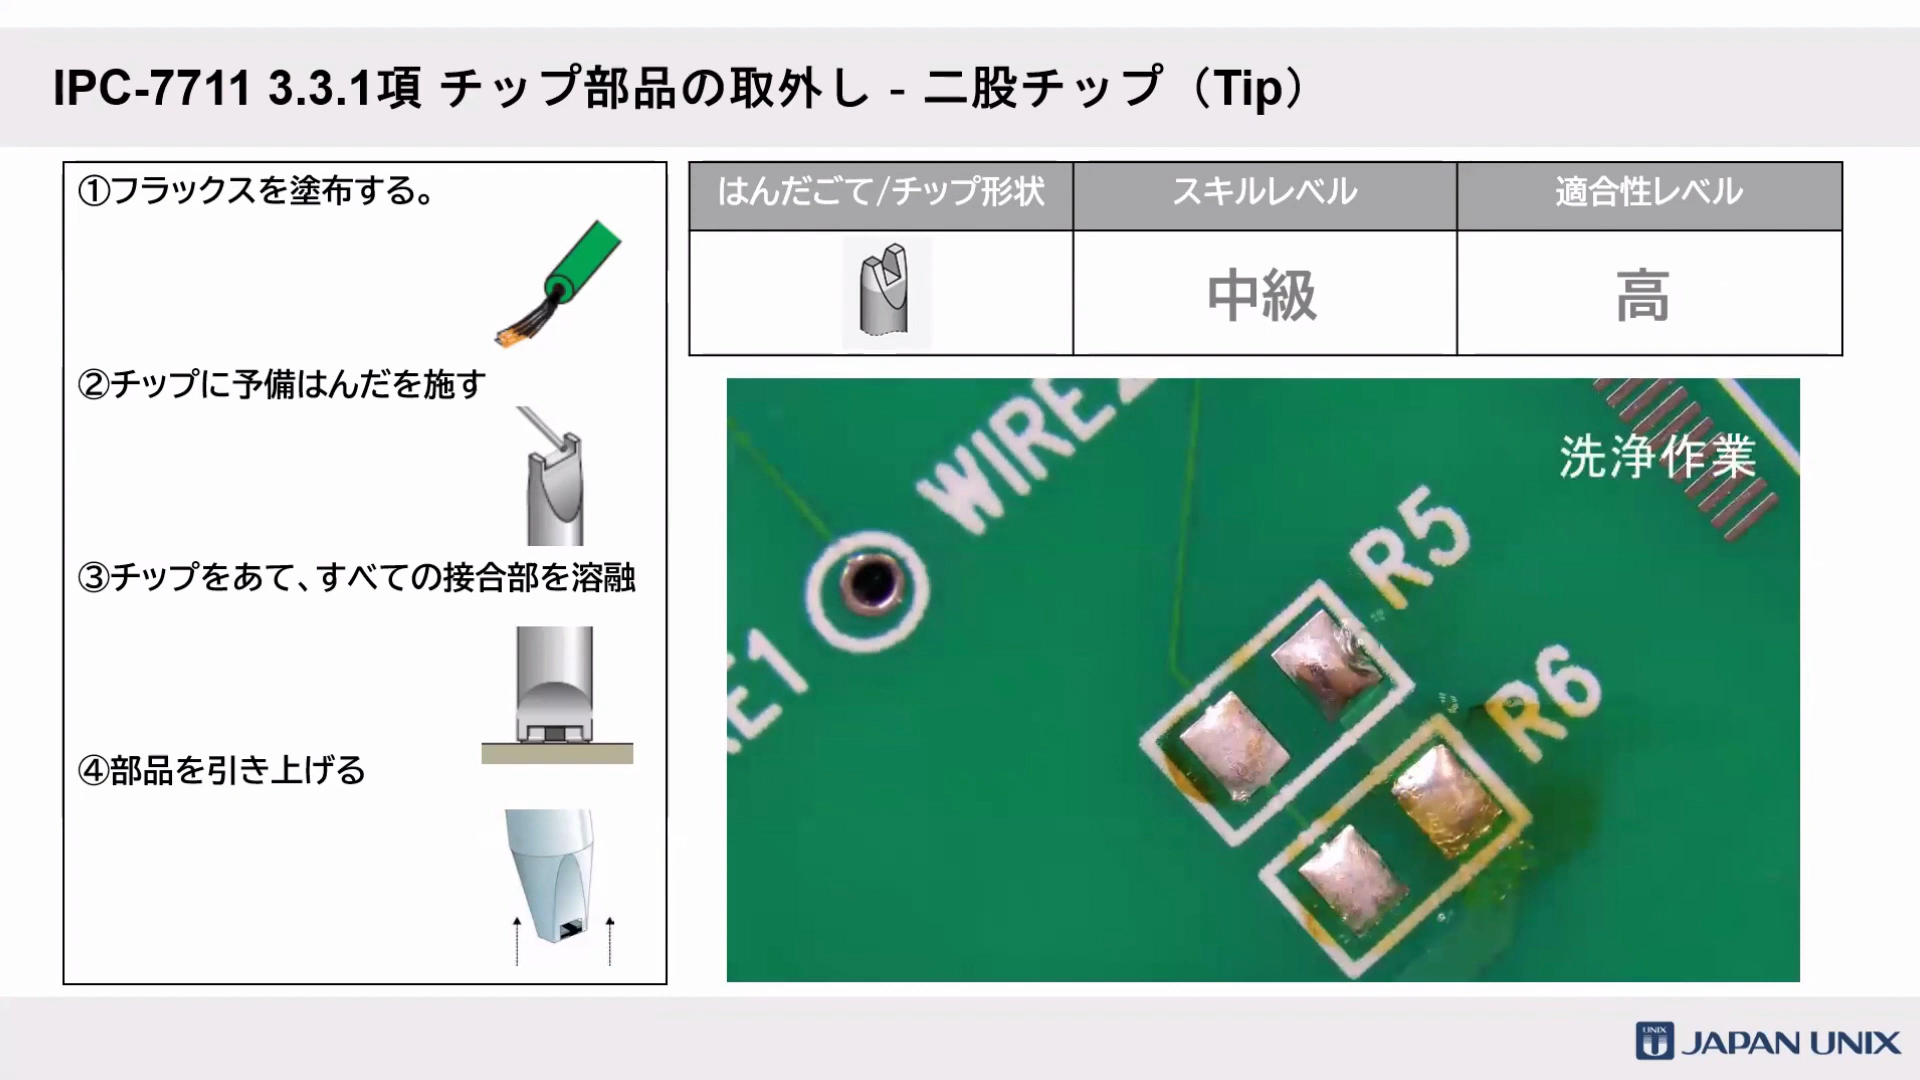 IPC-7711 3.3.1項 チップ部品の取外し - 二股チップ（Tip）
①フラックスを塗布する。
②チップに予備はんだを施す
③チップをあて、すべての接合部を溶融
④部品を引き上げる
はんだごて/チップ形状
スキルレベル
適合性レベル
中級
高
洗浄作業
WIRE2
R5
R6
RE1
UNIX
JAPAN UNIX